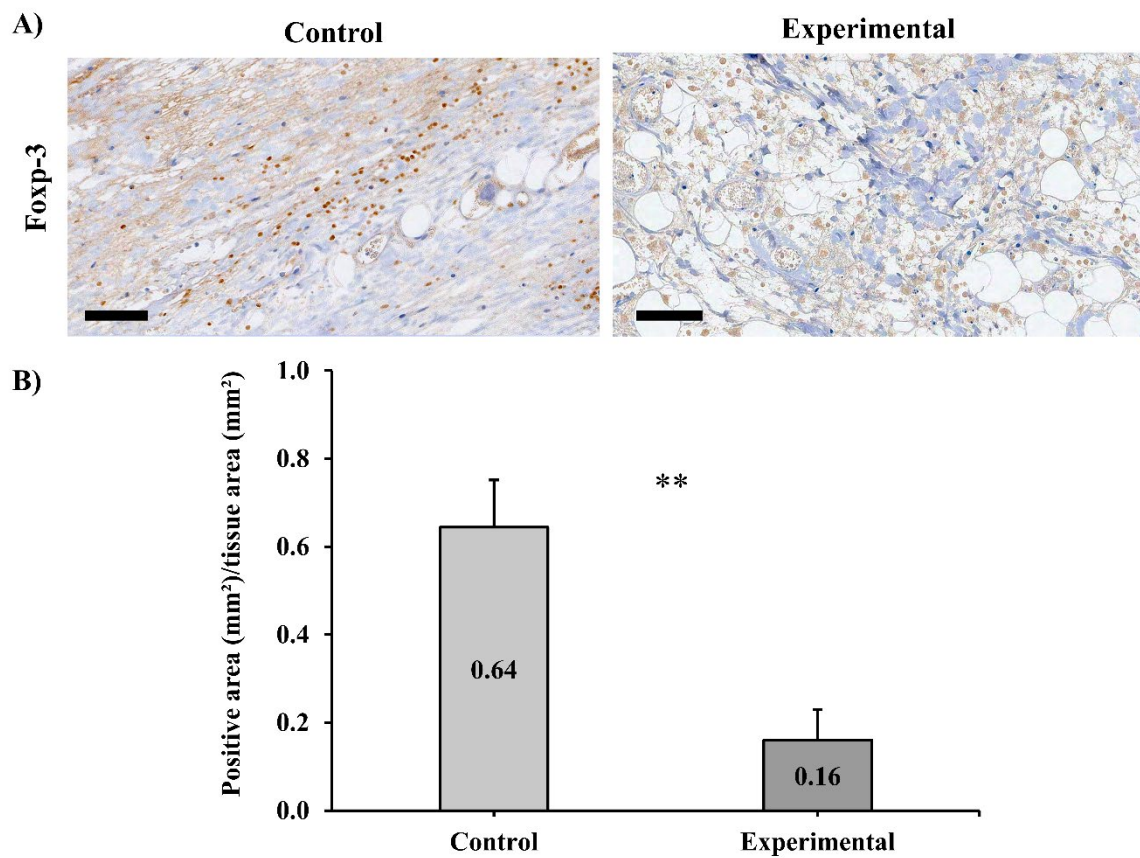 A)
Control
Experimental
Foxp-3
B)
Positive area (mm²)/tissue area (mm²)
1.0
0.8
0.6
0.4
0.2
0.0
**
0.64
0.16
Control
Experimental